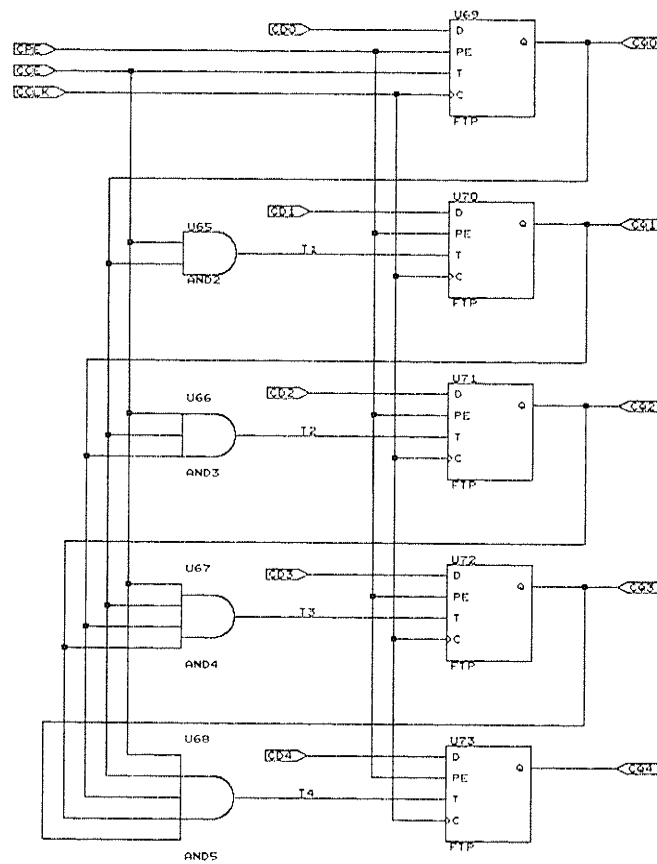 U69
CD0
D
Q
CQ0
CPE
PE
CCE
T
CCLK
C
FTP
U70
U65
CD1
D
Q
CQ1
PE
T1
T
AND2
C
FTP
U71
U66
CD2
D
Q
CQ2
PE
T2
T
C
AND3
FTP
U72
U67
CD3
D
Q
CQ3
PE
T3
T
C
AND4
FTP
U68
U73
CD4
D
Q
CQ4
PE
T4
T
C
AND5
FTP